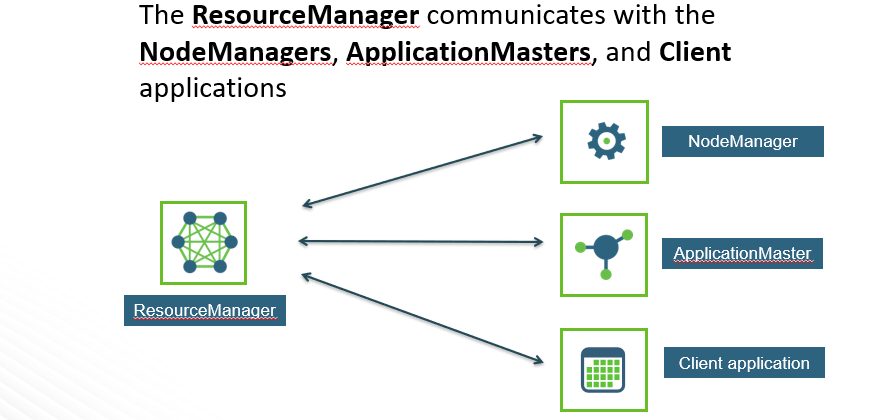 The ResourceManager communicates with the
NodeManagers, ApplicationMasters, and Client
applications
NodeManager
ApplicationMaster
ResourceManager
Client application